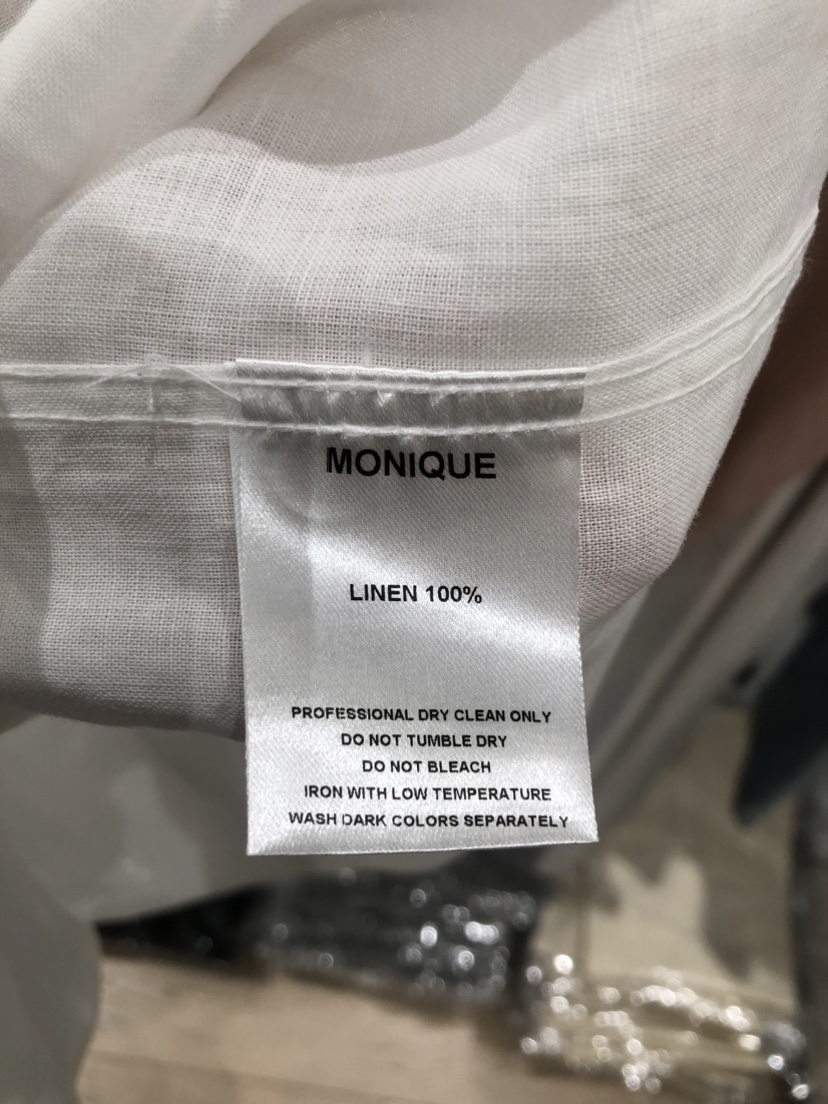 MONIQUE
LINEN 100%
PROFESSIONAL DRY CLEAN ONLY
DO NOT TUMBLE DRY
DO NOT BLEACH
IRON WITH LOW TEMPERATURE
WASH DARK COLORS SEPARATELY